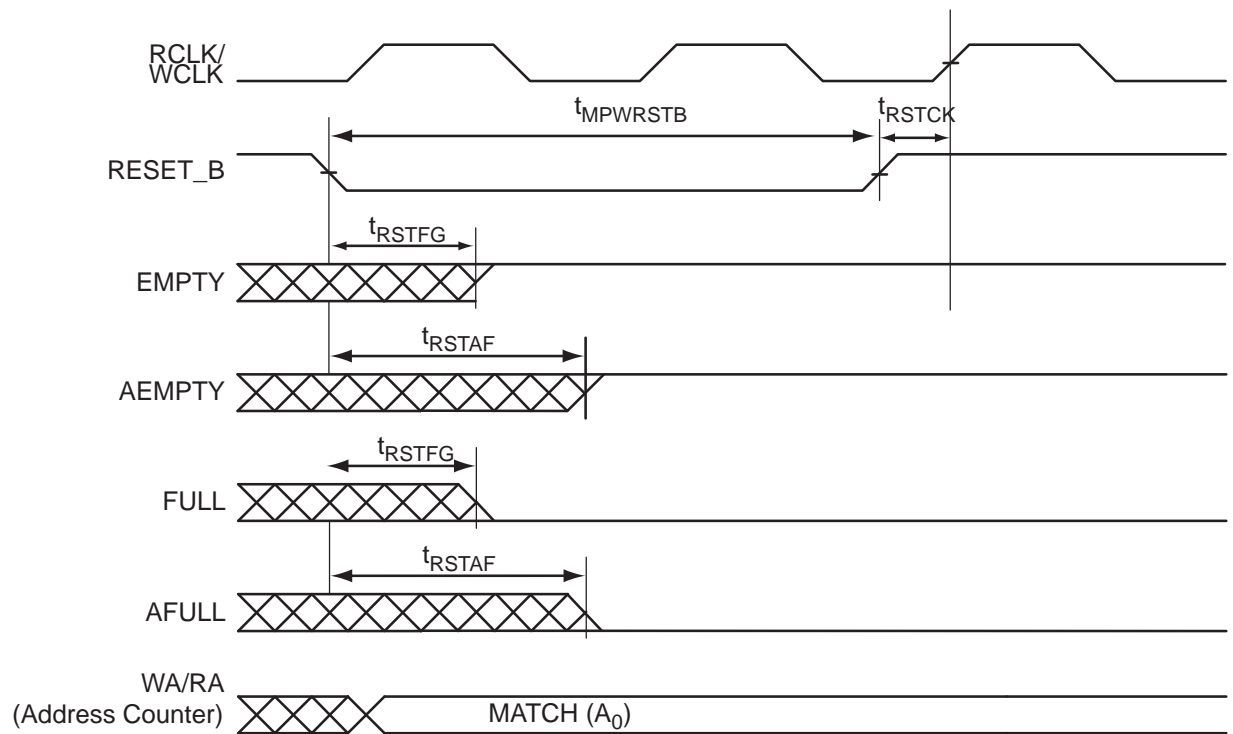 RCLK/
WCLK
tMPWRSTB
tRSTCK
RESET_B
tRSTFG
EMPTY
tRSTAF
AEMPTY
tRSTFG
FULL
tRSTAF
AFULL
WA/RA
(Address Counter)
MATCH (A0)